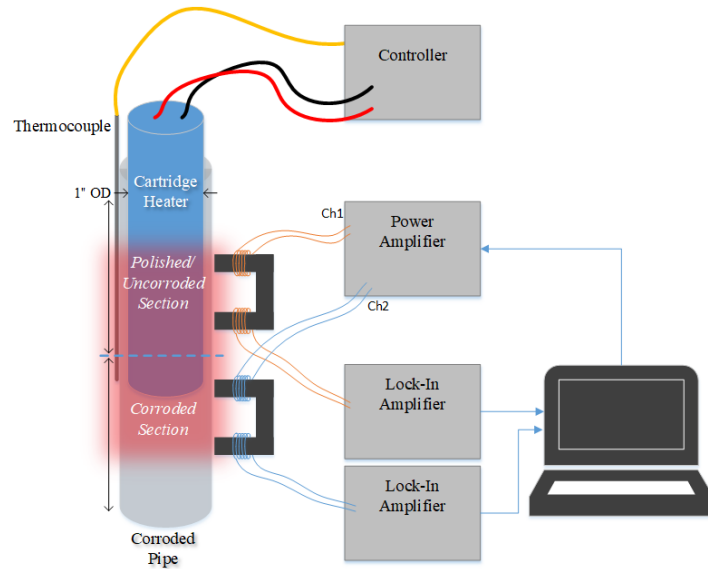 Controller
Thermocouple
Cartridge
Heater
1" OD
Ch1
Power
Amplifier
Polished/
Uncorroded
Section
Ch2
Lock-In
Amplifier
Corroded
Section
Lock-In
Amplifier
Corroded
Pipe